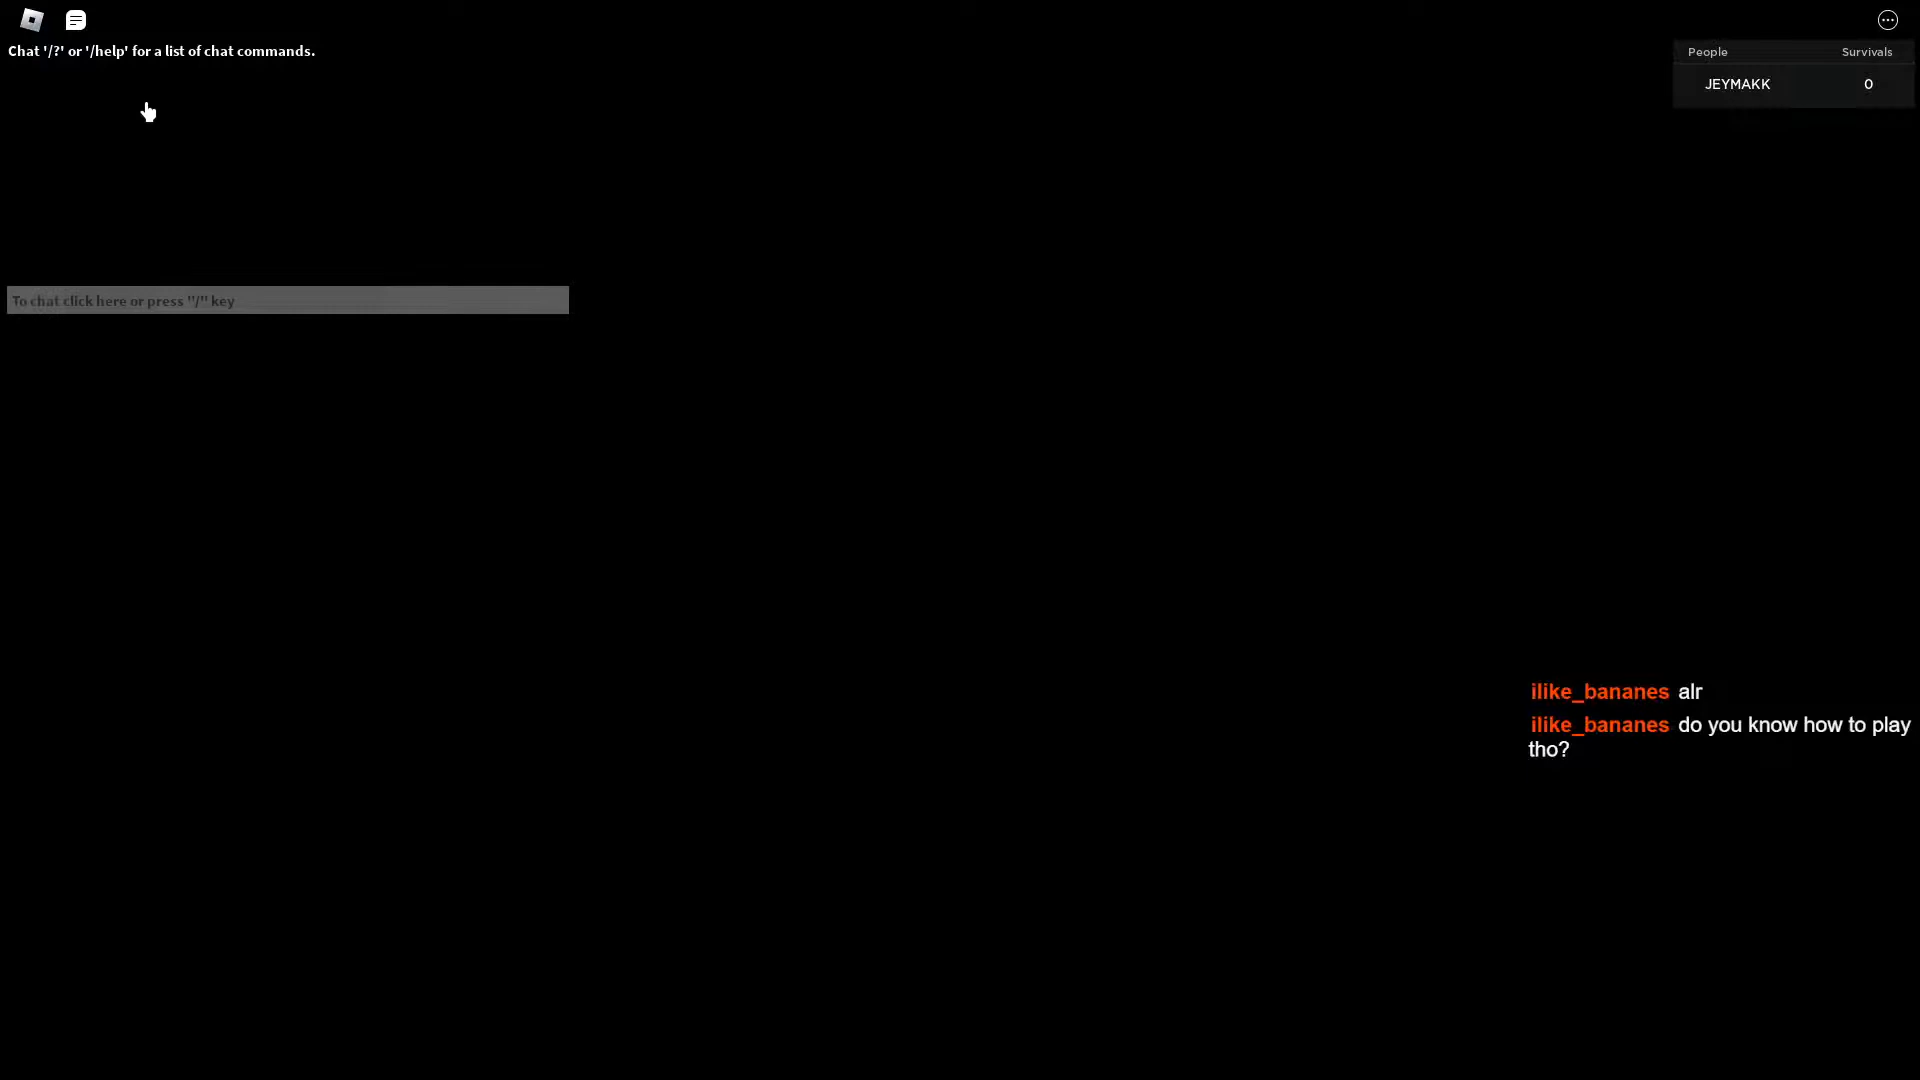 Chat '/?' or '/help' for a list of chat commands.
People Survivals
JEYMAKK 0
To chat click here or press "/" key
ilike_bananes alr
ilike_bananes do you know how to play
tho?